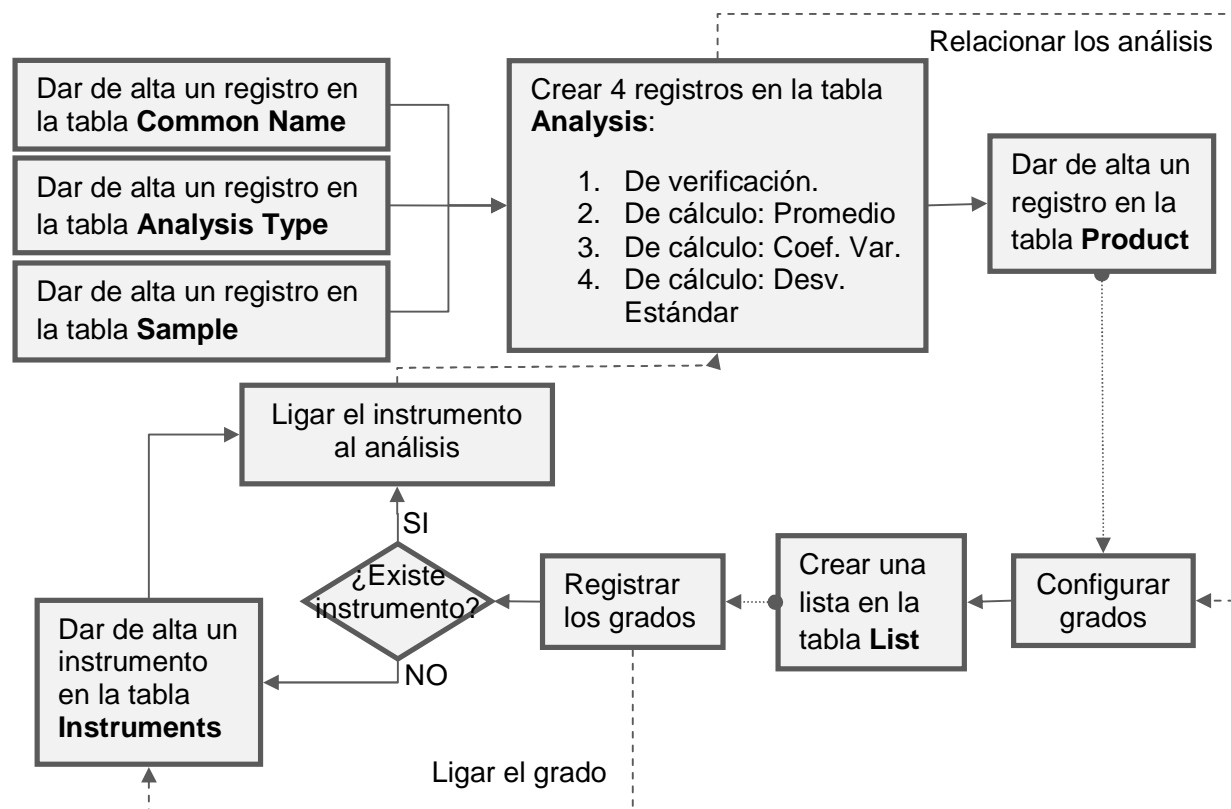 Relacionar los análisis
Dar de alta un registro en
la tabla Common Name
Dar de alta un registro en
la tabla Analysis Type
Dar de alta un registro en
la tabla Sample
Crear 4 registros en la tabla
Analysis:
1. De verificación.
2. De cálculo: Promedio
3. De cálculo: Coef. Var.
4. De cálculo: Desv.
Estándar
Dar de alta un
registro en la
tabla Product
Ligar el instrumento
al análisis
SI
¿Existe
instrumento?
NO
Registrar
los grados
Crear una
lista en la
tabla List
Configurar
grados
Dar de alta un
instrumento
en la tabla
Instruments
Ligar el grado